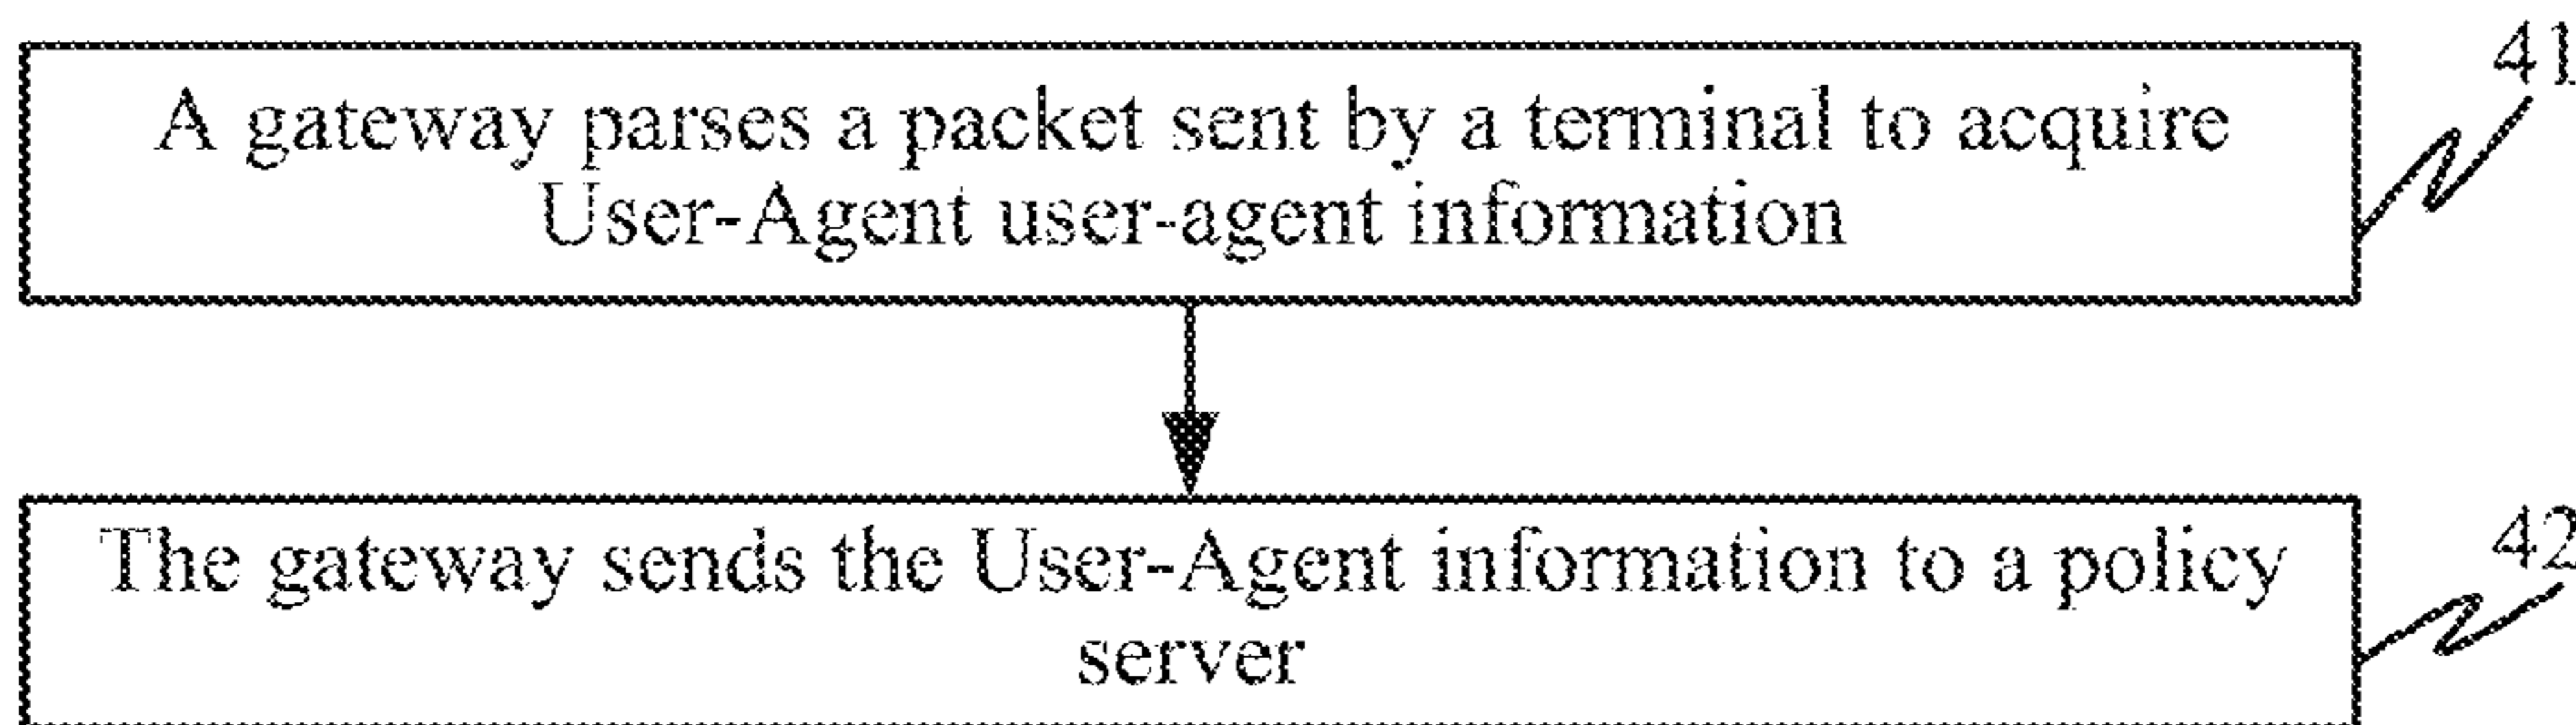 41
A gateway parses a packet sent by a terminal to acquire
User-Agent user-agent information
42
The gateway sends the User-Agent information to a policy
server